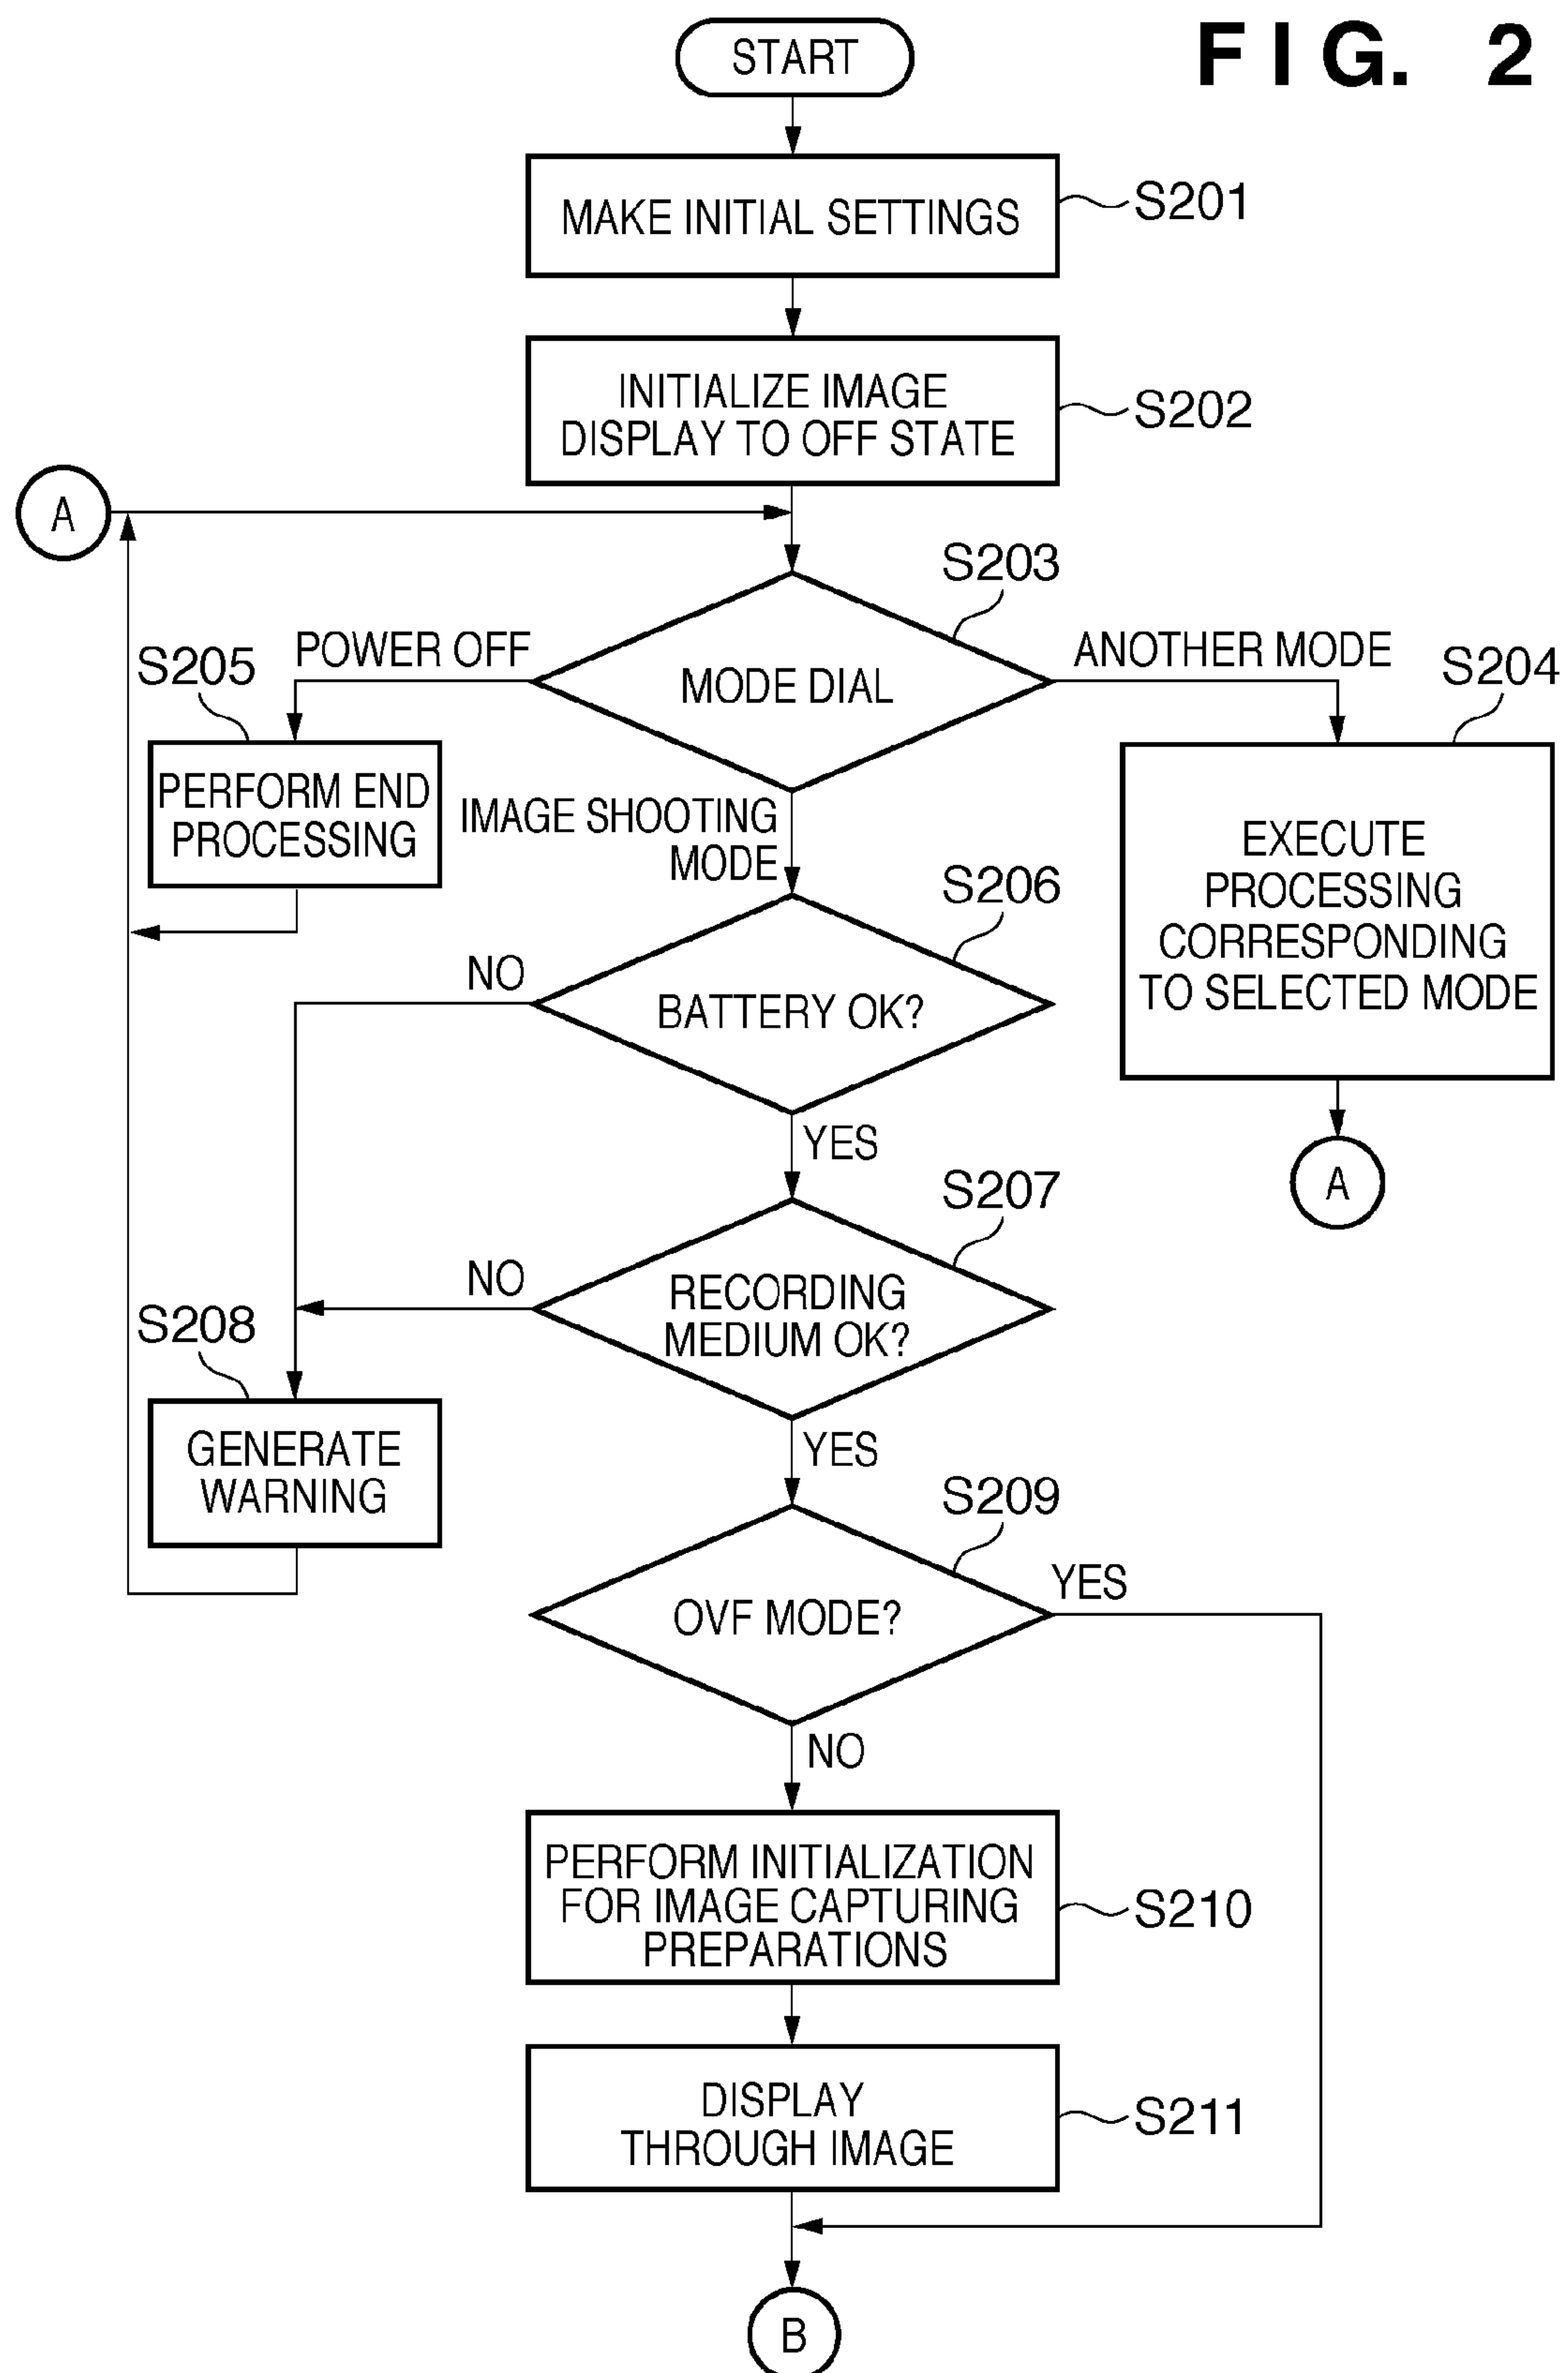 FIG. 2
START
MAKE INITIAL SETTINGS
S201
INITIALIZE IMAGE
DISPLAY TO OFF STATE
S202
A
S203
MODE DIAL
POWER OFF
ANOTHER MODE
S205
S204
PERFORM END
PROCESSING
IMAGE SHOOTING
MODE
EXECUTE
PROCESSING
CORRESPONDING
TO SELECTED MODE
A
S206
BATTERY OK?
NO
YES
S207
RECORDING
MEDIUM OK?
NO
YES
S208
GENERATE
WARNING
S209
OVF MODE?
YES
NO
PERFORM INITIALIZATION
FOR IMAGE CAPTURING
PREPARATIONS
S210
DISPLAY
THROUGH IMAGE
S211
B